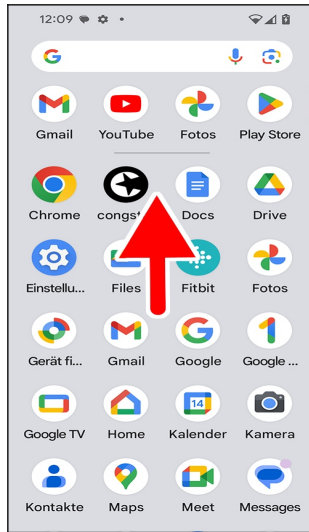 12:09
Gmail YouTube Fotos Play Store
Chrome Docs Drive
Einstellu... Files Fitbit Fotos
Gerät fi... Gmail Google Google ...
14
Google TV Home Kalender Kamera
Kontakte Maps Meet Messages